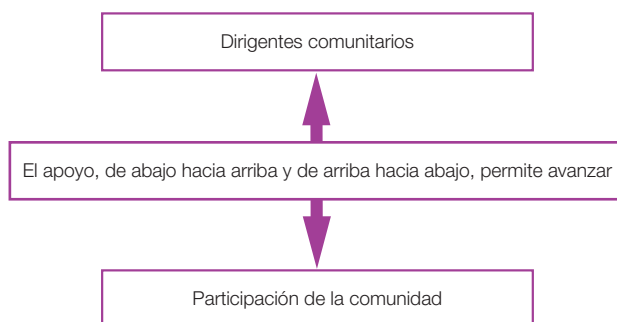 Dirigentes comunitarios
El apoyo, de abajo hacia arriba y de arriba hacia abajo, permite avanzar
Participación de la comunidad